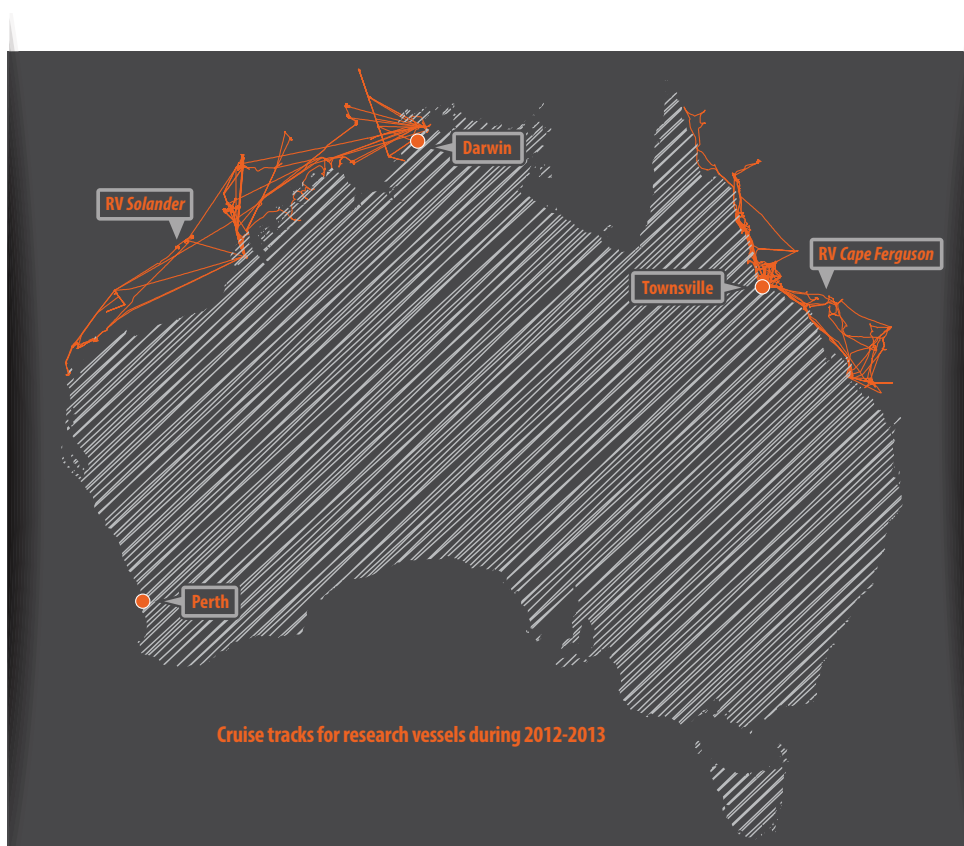 Darwin
RV Solander
RV Cape Ferguson
Townsville
Perth
Cruise tracks for research vessels during 2012-2013